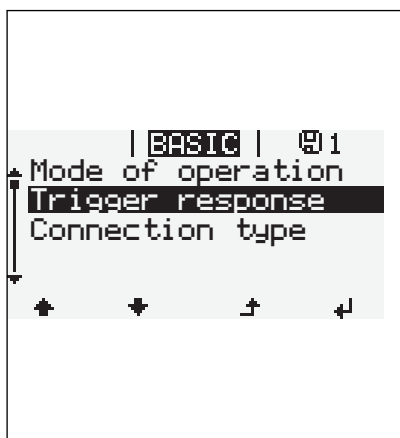 | BASIC | 1
Mode of operation
Trigger response
Connection type